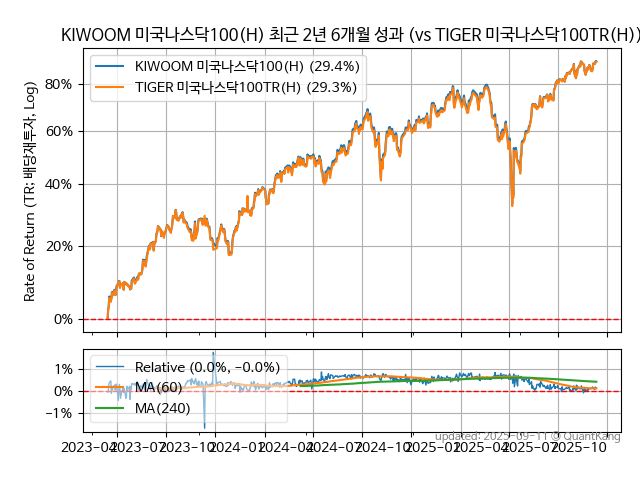 KIWOOM 미국나스닥100(H) 최근 2년 6개월 성과 (vs TIGER 미국나스닥100TR(H))
KIWOOM 미국나스닥100(H) (29.4%)
TIGER 미국나스닥100TR(H) (29.3%)
Rate of Return (TR: 배당재투자, Log)
80%
60%
40%
20%
0%
Relative (0.0%, −0.0%)
MA(60)
MA(240)
1%
0%
−1%
updated: 2025-09-11 © QuantKang
2023-04 2023-07 2023-10 2024-01 2024-04 2024-07 2024-10 2025-01 2025-04 2025-07 2025-10